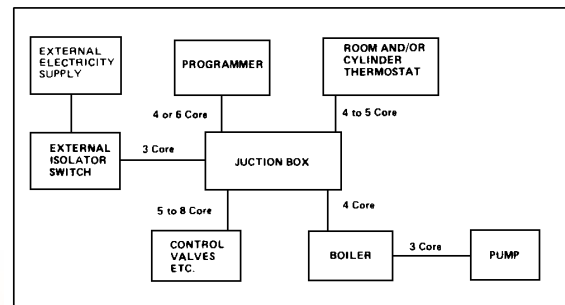 EXTERNAL
ELECTRICITY
SUPPLY
PROGRAMMER
ROOM AND/OR
CYLINDER
THERMOSTAT
4 or 6 Core
4 to 5 Core
EXTERNAL
ISOLATOR
SWITCH
3 Core
JUCTION BOX
5 to 8 Core
4 Core
CONTROL
VALVES
ETC.
BOILER
3 Core
PUMP